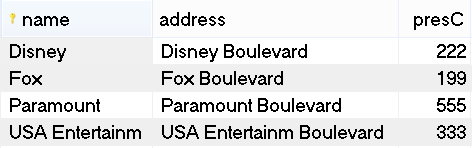 name address presC
Disney Disney Boulevard 222
Fox Fox Boulevard 199
Paramount Paramount Boulevard 555
USA Entertainm USA Entertainm Boulevard 333